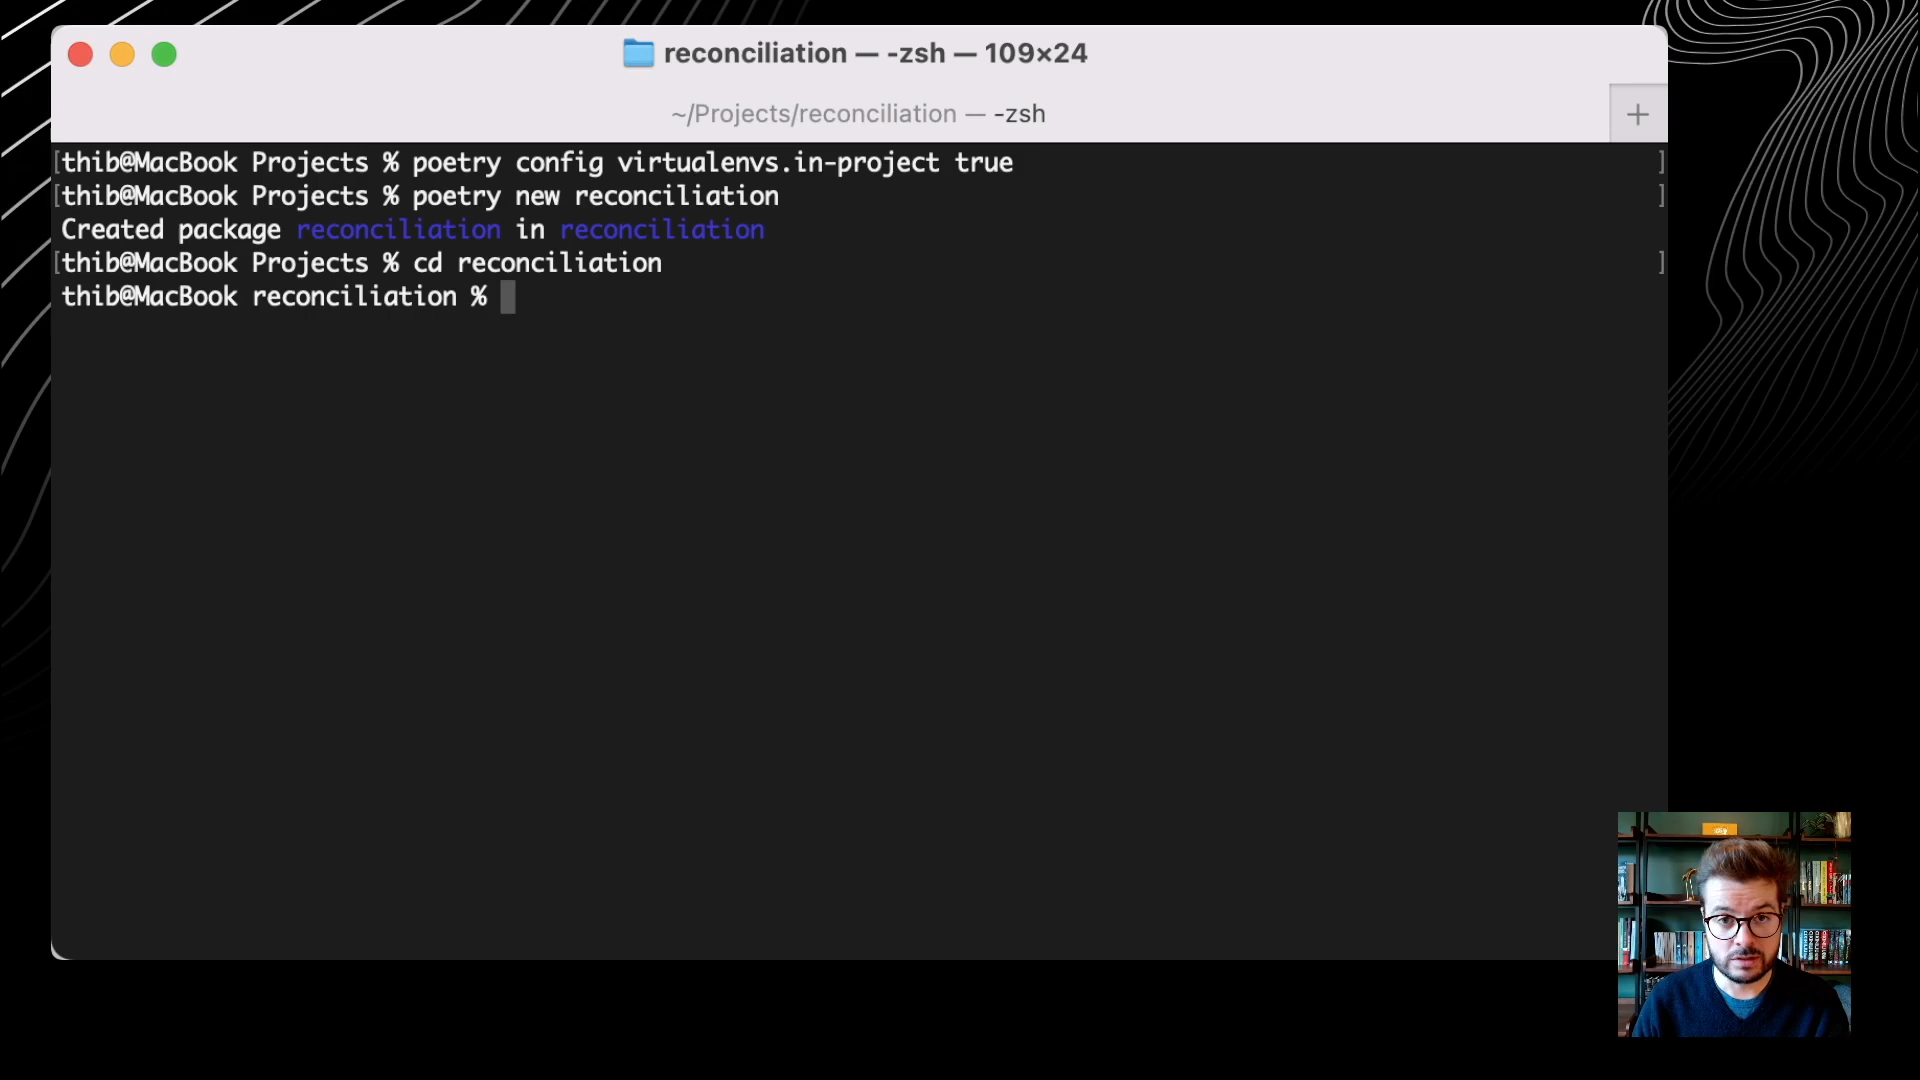 reconciliation — -zsh — 109×24
~/Projects/reconciliation — -zsh
[thib@MacBook Projects % poetry config virtualenvs.in-project true ]
[thib@MacBook Projects % poetry new reconciliation ]
Created package reconciliation in reconciliation
[thib@MacBook Projects % cd reconciliation ]
thib@MacBook reconciliation %